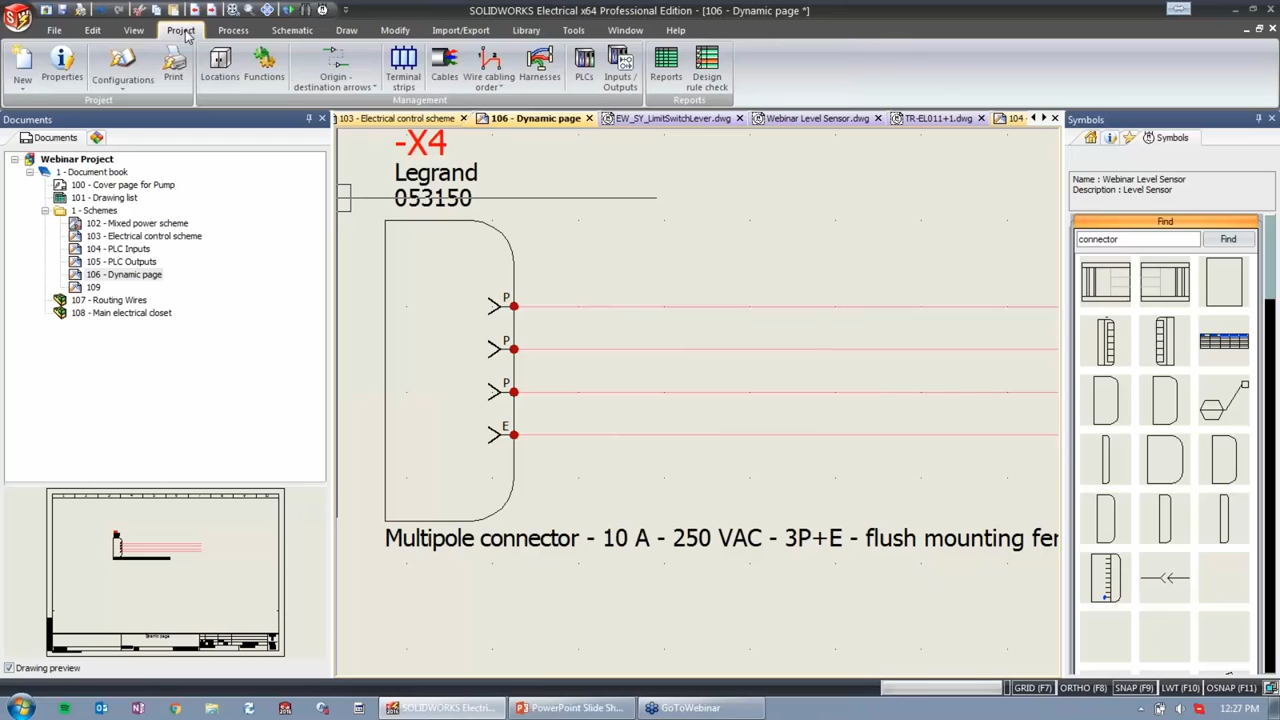 SOLIDWORKS Electrical x64 Professional Edition - [106 - Dynamic page *]
File Edit View Project Process Schematic Draw Modify Import/Export Library Tools Window Help
New Properties Configurations Print Locations Functions Origin - destination arrows Terminal strips Cables Wire cabling order Harnesses PLCs Inputs / Outputs Reports Design rule check
Project Management Reports
Documents
103 - Electrical control scheme 106 - Dynamic page EW_SY_LimitSwitchLever.dwg Webinar Level Sensor.dwg TR-EL011+1.dwg 104
Symbols
Documents
Symbols
Webinar Project
1 - Document book
100 - Cover page for Pump
101 - Drawing list
1 - Schemes
102 - Mixed power scheme
103 - Electrical control scheme
104 - PLC Inputs
105 - PLC Outputs
106 - Dynamic page
109
107 - Routing Wires
108 - Main electrical closet
Drawing preview
-X4
Legrand
053150
P
P
P
E
Multipole connector - 10 A - 250 VAC - 3P+E - flush mounting fer
Name : Webinar Level Sensor
Description : Level Sensor
Find
connector Find
GRID (F7) ORTHO (F8) SNAP (F9) LWT (F10) OSNAP (F11)
SOLIDWORKS Electri... PowerPoint Slide Sh... GoToWebinar 12:27 PM